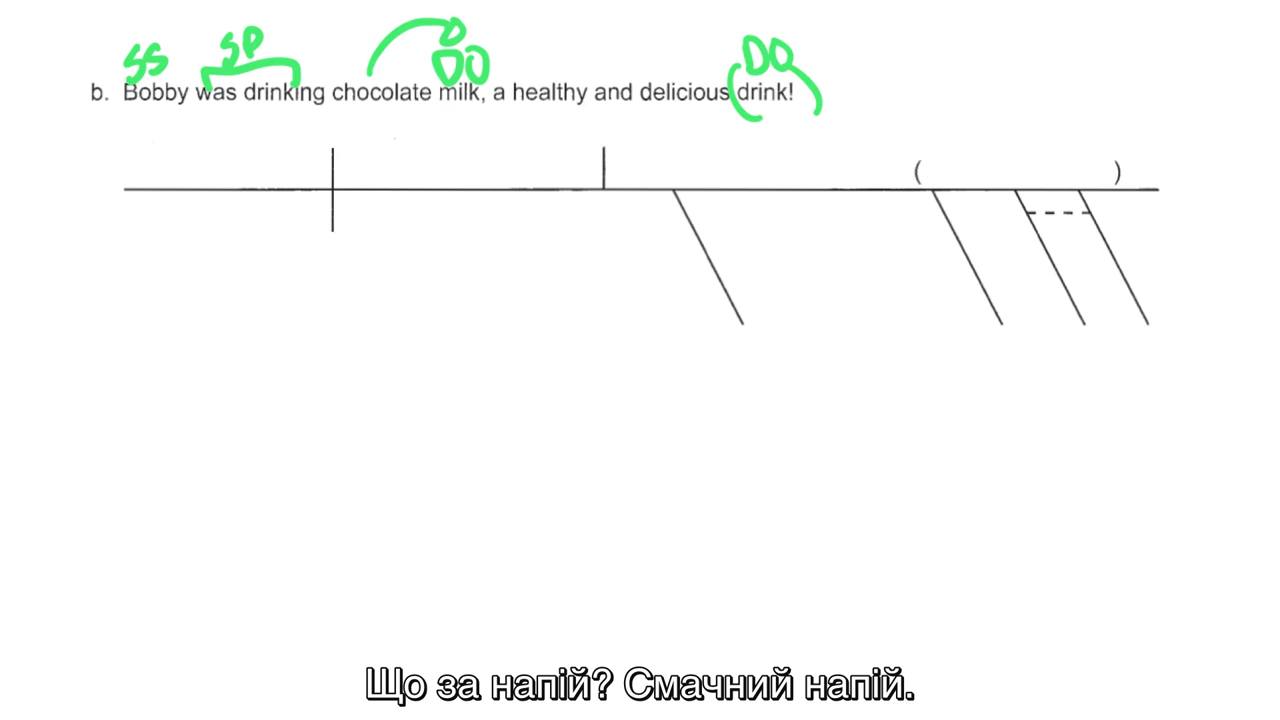 SS SP DO DO
b. Bobby was drinking chocolate milk, a healthy and delicious drink!
( )
Що за напій? Смачний напій.